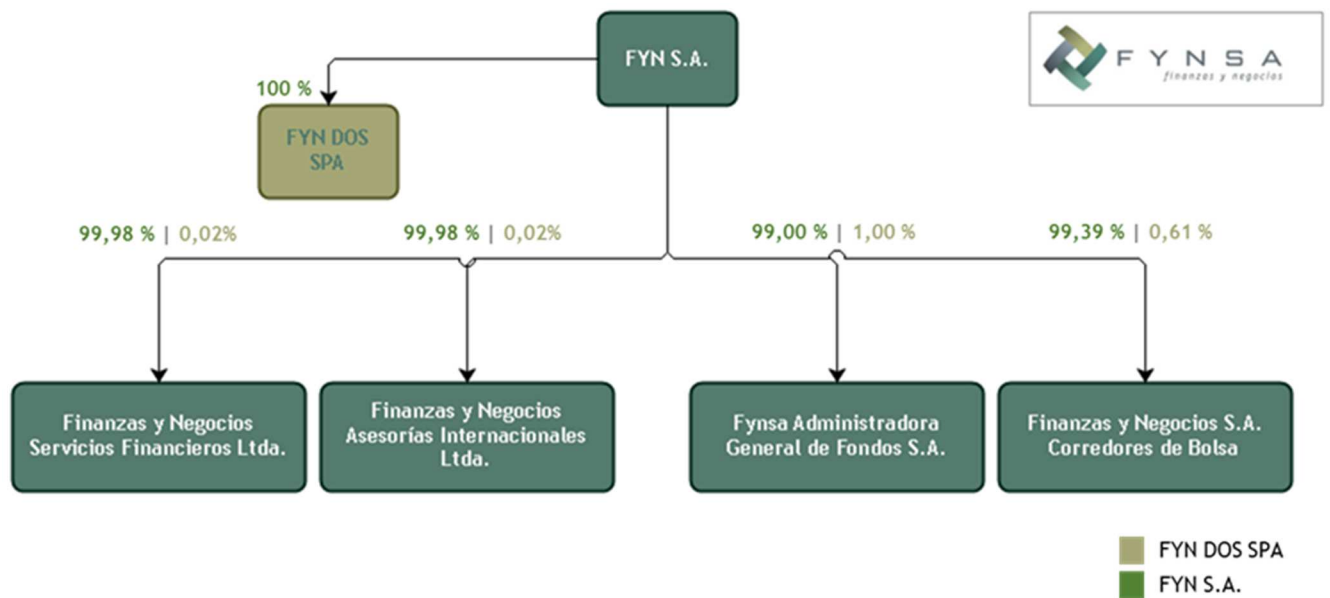 FYN S.A.
FYNSA
finanzas y negocios
100 %
FYN DOS
SPA
99,98 % | 0,02%
99,98 % | 0,02%
99,00 % | 1,00 %
99,39 % | 0,61 %
Finanzas y Negocios
Servicios Financieros Ltda.
Finanzas y Negocios
Asesorías Internacionales
Ltda.
Fynsa Administradora
General de Fondos S.A.
Finanzas y Negocios S.A.
Corredores de Bolsa
FYN DOS SPA
FYN S.A.